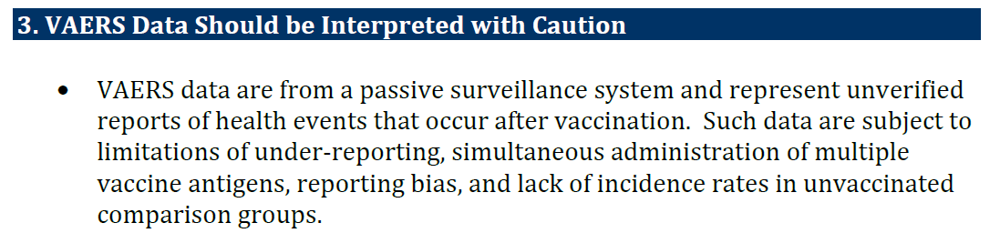 3. VAERS Data Should be Interpreted with Caution
• VAERS data are from a passive surveillance system and represent unverified
reports of health events that occur after vaccination.  Such data are subject to
limitations of under-reporting, simultaneous administration of multiple
vaccine antigens, reporting bias, and lack of incidence rates in unvaccinated
comparison groups.